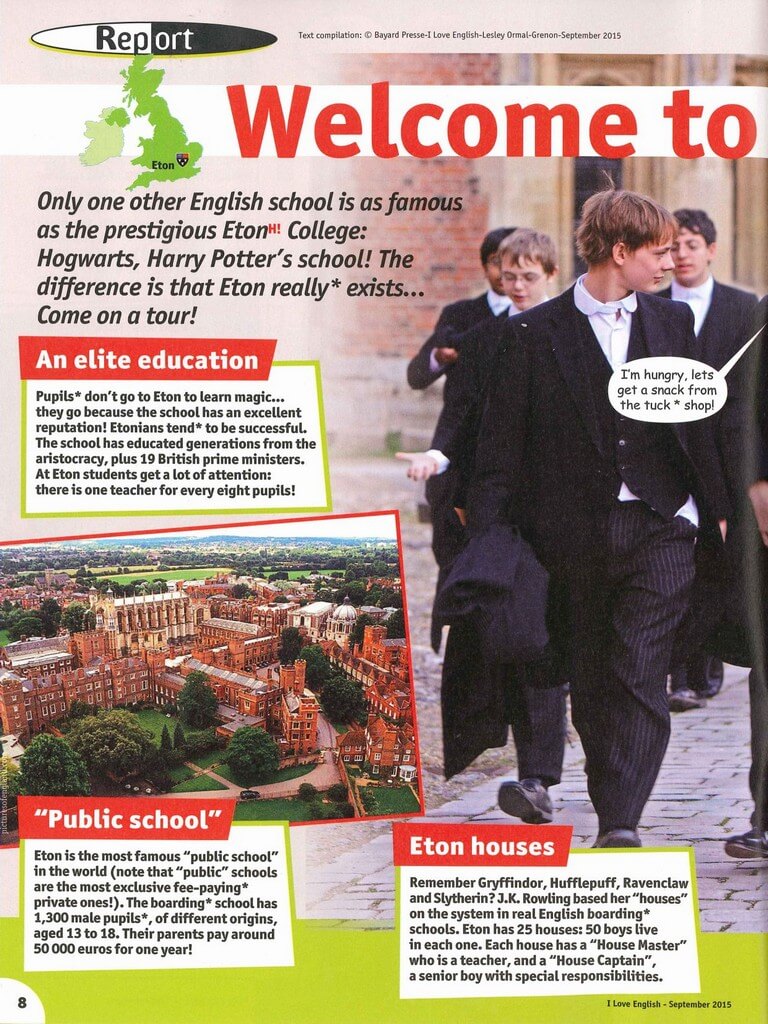 Report
Text compilation: © Bayard Presse-I Love English-Lesley Ormal-Grenon-September 2015
Welcome to
Eton
Only one other English school is as famous
as the prestigious EtonH! College:
Hogwarts, Harry Potter's school! The
difference is that Eton really* exists...
Come on a tour!
An elite education
Pupils* don't go to Eton to learn magic...
they go because the school has an excellent
reputation! Etonians tend* to be successful.
The school has educated generations from the
aristocracy, plus 19 British prime ministers.
At Eton students get a lot of attention:
there is one teacher for every eight pupils!
I'm hungry, lets
get a snack from
the tuck * shop!
"Public school"
Eton is the most famous "public school"
in the world (note that "public" schools
are the most exclusive fee-paying*
private ones!). The boarding* school has
1,300 male pupils*, of different origins,
aged 13 to 18. Their parents pay around
50 000 euros for one year!
Eton houses
Remember Gryffindor, Hufflepuff, Ravenclaw
and Slytherin? J.K. Rowling based her "houses"
on the system in real English boarding*
schools. Eton has 25 houses: 50 boys live
in each one. Each house has a "House Master"
who is a teacher, and a "House Captain",
a senior boy with special responsibilities.
8
I Love English - September 2015